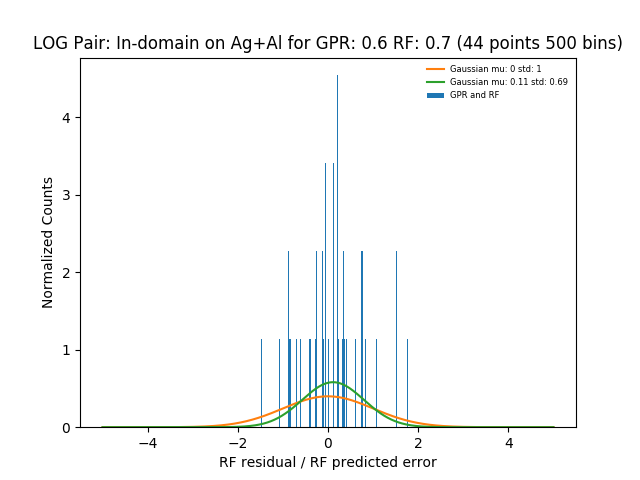 LOG Pair: In-domain on Ag+Al for GPR: 0.6 RF: 0.7 (44 points 500 bins)
Gaussian mu: 0 std: 1
Gaussian mu: 0.11 std: 0.69
GPR and RF
Normalized Counts
4
3
2
1
0
−4 −2 0 2 4
RF residual / RF predicted error